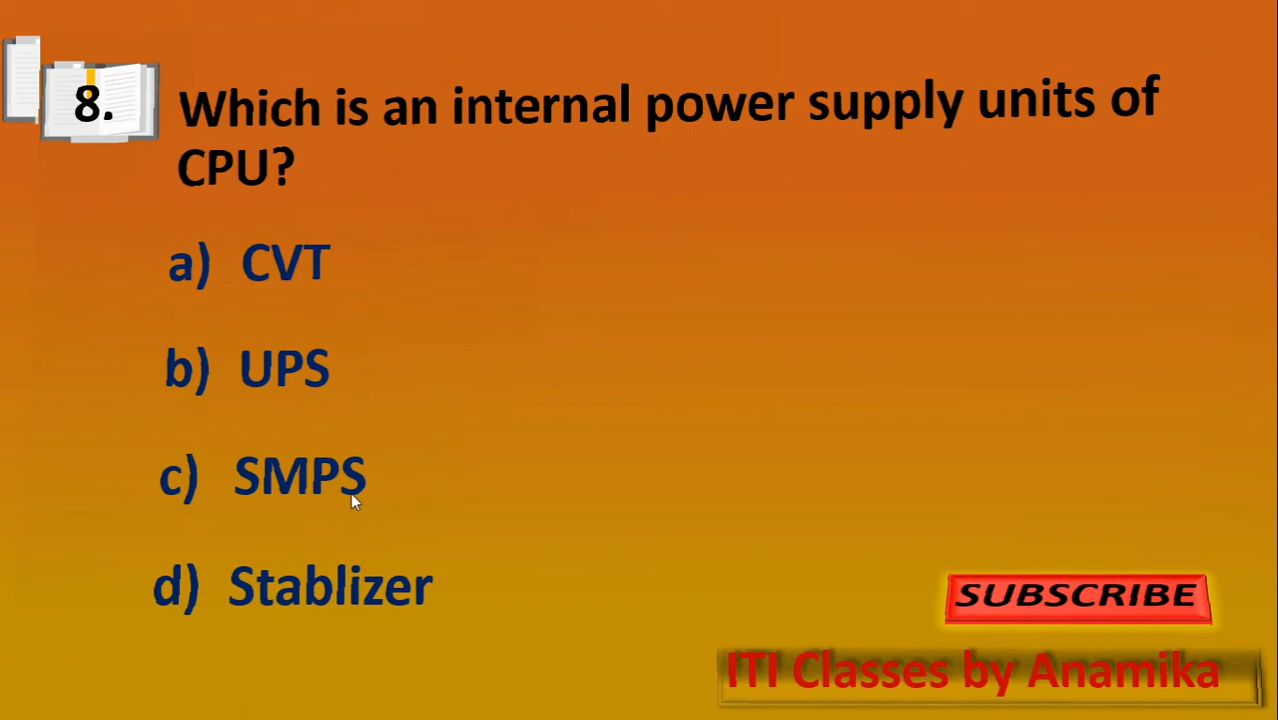 8. Which is an internal power supply units of
CPU?
a) CVT
b) UPS
c) SMPS
d) Stablizer
SUBSCRIBE
ITI Classes by Anamika